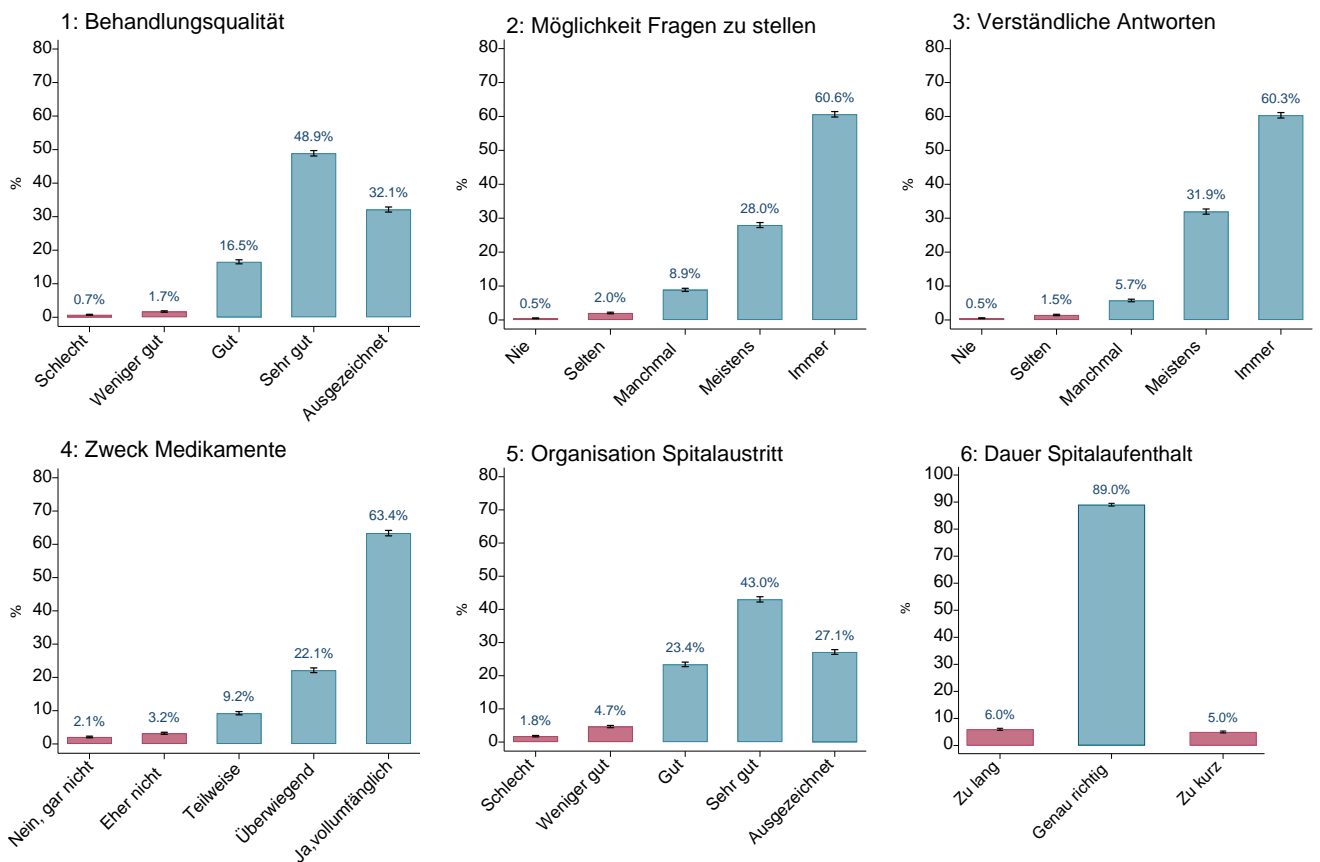 1: Behandlungsqualität
80
70
60
50
40
30
20
10
0
%
0.7%
1.7%
16.5%
48.9%
32.1%
Schlecht
Weniger gut
Gut
Sehr gut
Ausgezeichnet
2: Möglichkeit Fragen zu stellen
80
70
60
50
40
30
20
10
0
%
0.5%
2.0%
8.9%
28.0%
60.6%
Nie
Selten
Manchmal
Meistens
Immer
3: Verständliche Antworten
80
70
60
50
40
30
20
10
0
%
0.5%
1.5%
5.7%
31.9%
60.3%
Nie
Selten
Manchmal
Meistens
Immer
4: Zweck Medikamente
80
70
60
50
40
30
20
10
0
%
2.1%
3.2%
9.2%
22.1%
63.4%
Nein, gar nicht
Eher nicht
Teilweise
Überwiegend
Ja,vollumfänglich
5: Organisation Spitalaustritt
80
70
60
50
40
30
20
10
0
%
1.8%
4.7%
23.4%
43.0%
27.1%
Schlecht
Weniger gut
Gut
Sehr gut
Ausgezeichnet
6: Dauer Spitalaufenthalt
100
90
80
70
60
50
40
30
20
10
0
%
6.0%
89.0%
5.0%
Zu lang
Genau richtig
Zu kurz